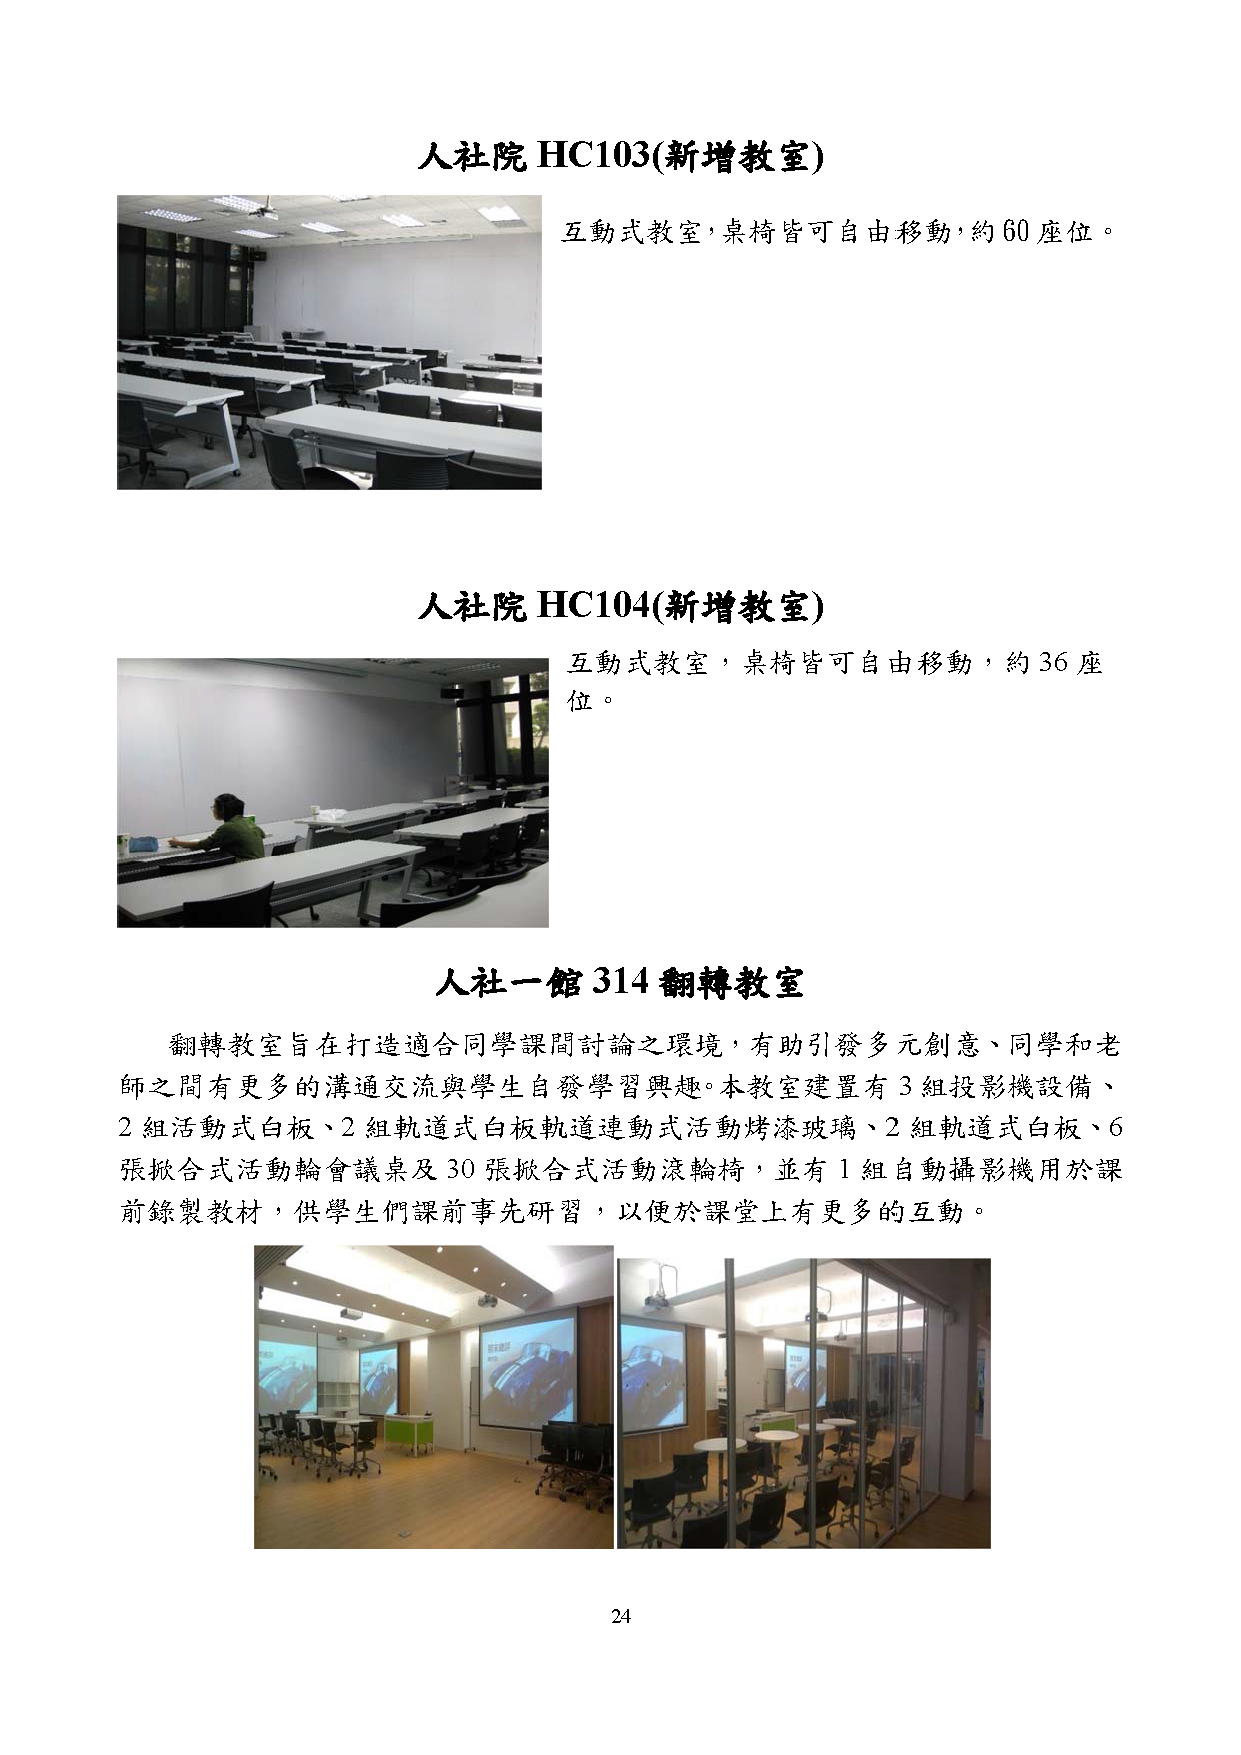 人社院 HC103(新增教室)
互動式教室，桌椅皆可自由移動，約 60 座位。
人社院 HC104(新增教室)
互動式教室，桌椅皆可自由移動，約 36 座
位。
人社一館 314 翻轉教室
翻轉教室旨在打造適合同學課間討論之環境，有助引發多元創意、同學和老
師之間有更多的溝通交流與學生自發學習興趣。本教室建置有 3 組投影機設備、
2 組活動式白板、2 組軌道式白板軌道連動式活動烤漆玻璃、2 組軌道式白板、6
張掀合式活動輪會議桌及 30 張掀合式活動滾輪椅，並有 1 組自動攝影機用於課
前錄製教材，供學生們課前事先研習，以便於課堂上有更多的互動。
24